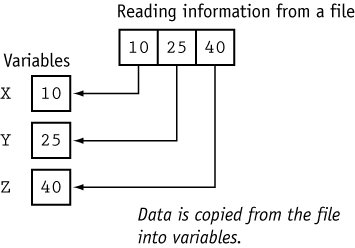 Reading information from a file
10 25 40
Variables
X 10
Y 25
Z 40
Data is copied from the file
into variables.